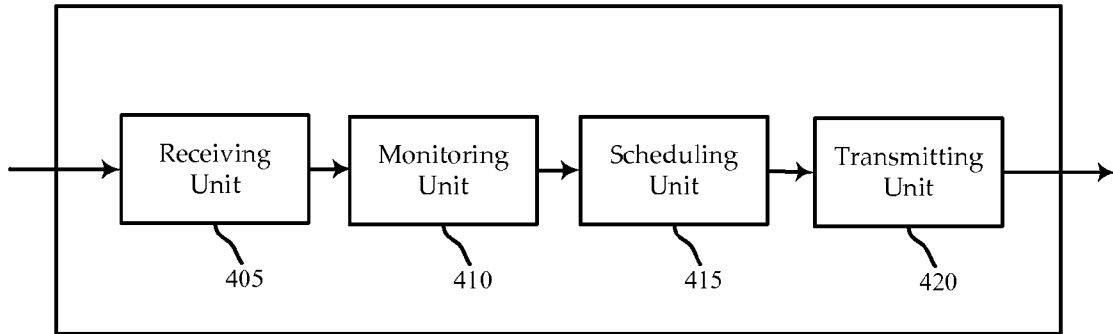 Receiving
Unit
Monitoring
Unit
Scheduling
Unit
Transmitting
Unit
405
410
415
420